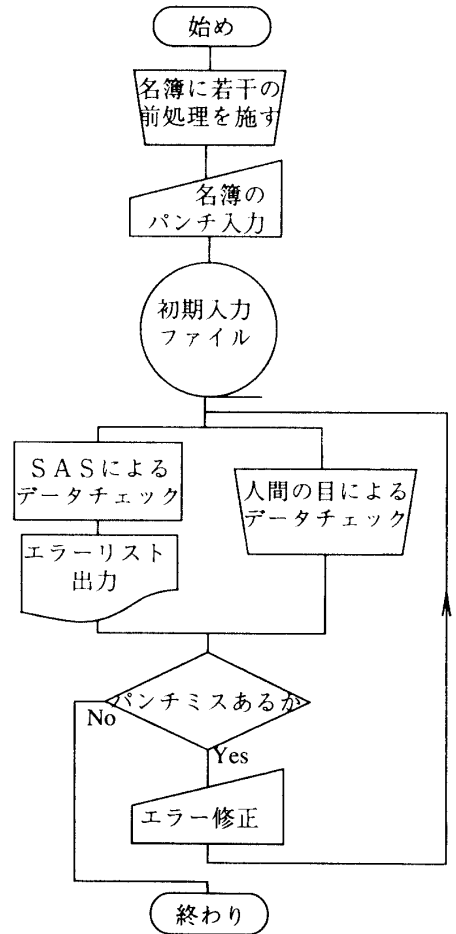 始め
名簿に若干の
前処理を施す
名簿の
パンチ入力
初期入力
ファイル
SASによる
データチェック
人間の目による
データチェック
エラーリスト
出力
パンチミスあるか
No
Yes
エラー修正
終わり